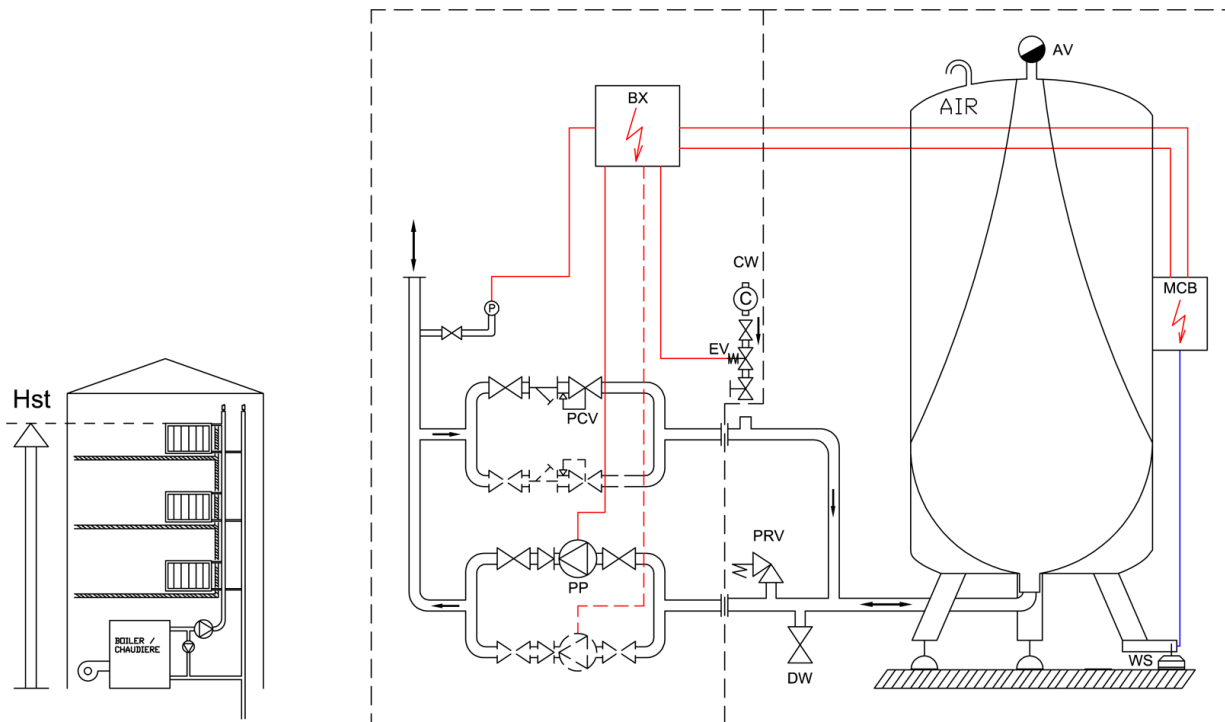 Hst
BOILER /
CHAUDIERE
BX
P
CW
C
EV
PCV
PP
PRV
DW
AV
AIR
MCB
WS